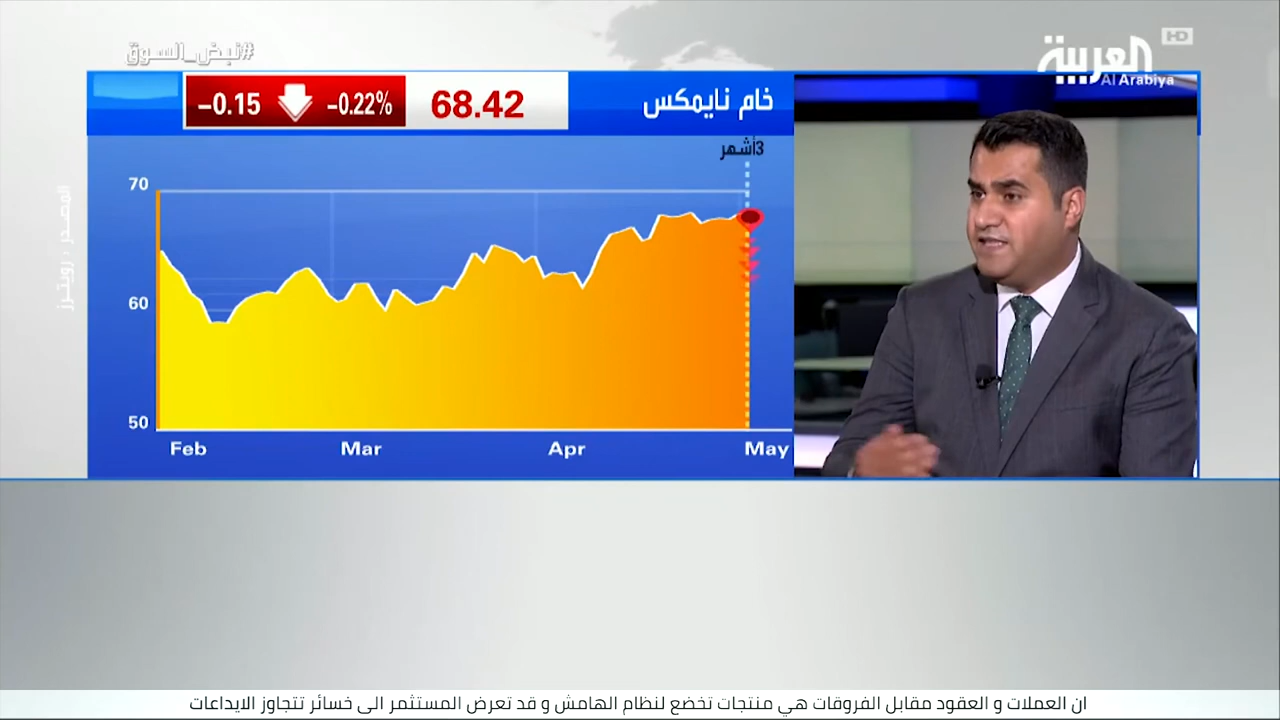 #نبض_السوق
العربية HD
Al Arabiya
خام نايمكس
68.42 −0.22% −0.15
3أشهر
70
60
50
Feb Mar Apr May
المصدر : رويترز
ان العملات و العقود مقابل الفروقات هي منتجات تخضع لنظام الهامش و قد تعرض المستثمر الى خسائر تتجاوز الايداعات